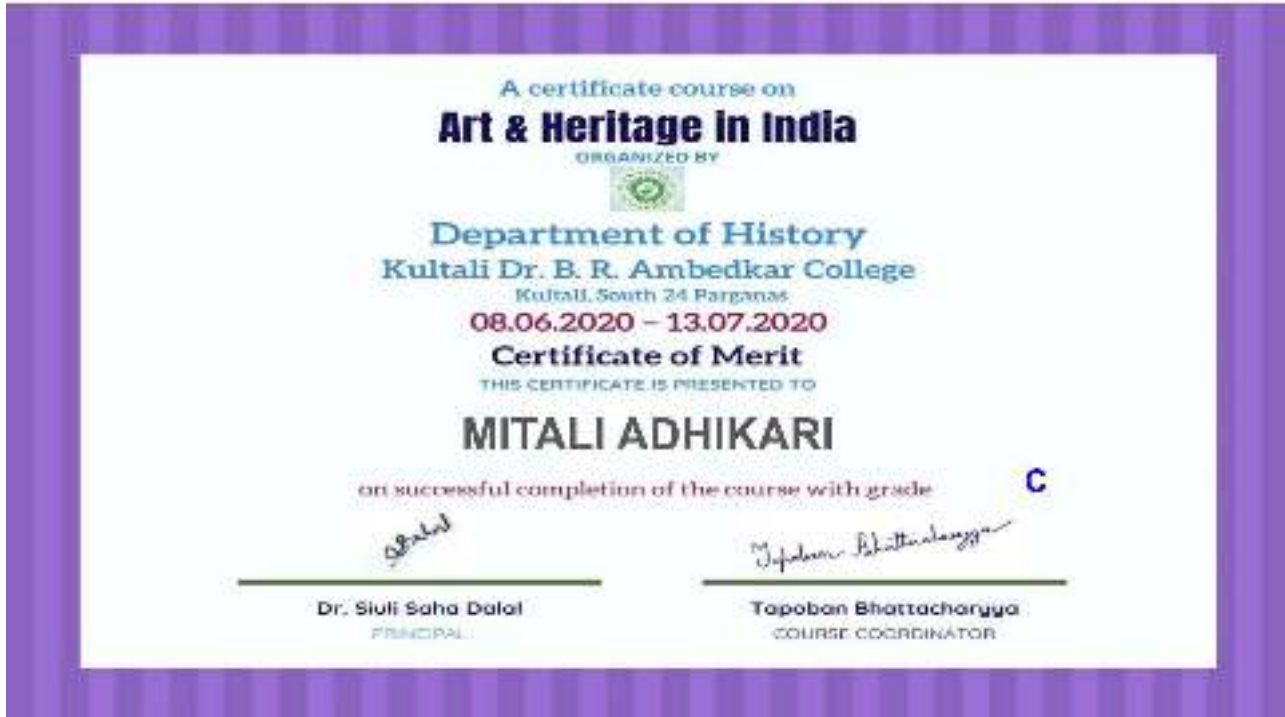 A certificate course on
Art & Heritage in India
ORGANIZED BY
Department of History
Kultali Dr. B. R. Ambedkar College
Kultali, South 24 Parganas
08.06.2020 – 13.07.2020
Certificate of Merit
THIS CERTIFICATE IS PRESENTED TO
MITALI ADHIKARI
on successful completion of the course with grade C
Tapoban Bhattacharyya
Dr. Siuli Saha Dalal
Tapoban Bhattacharyya
PRINCIPAL
COURSE COORDINATOR